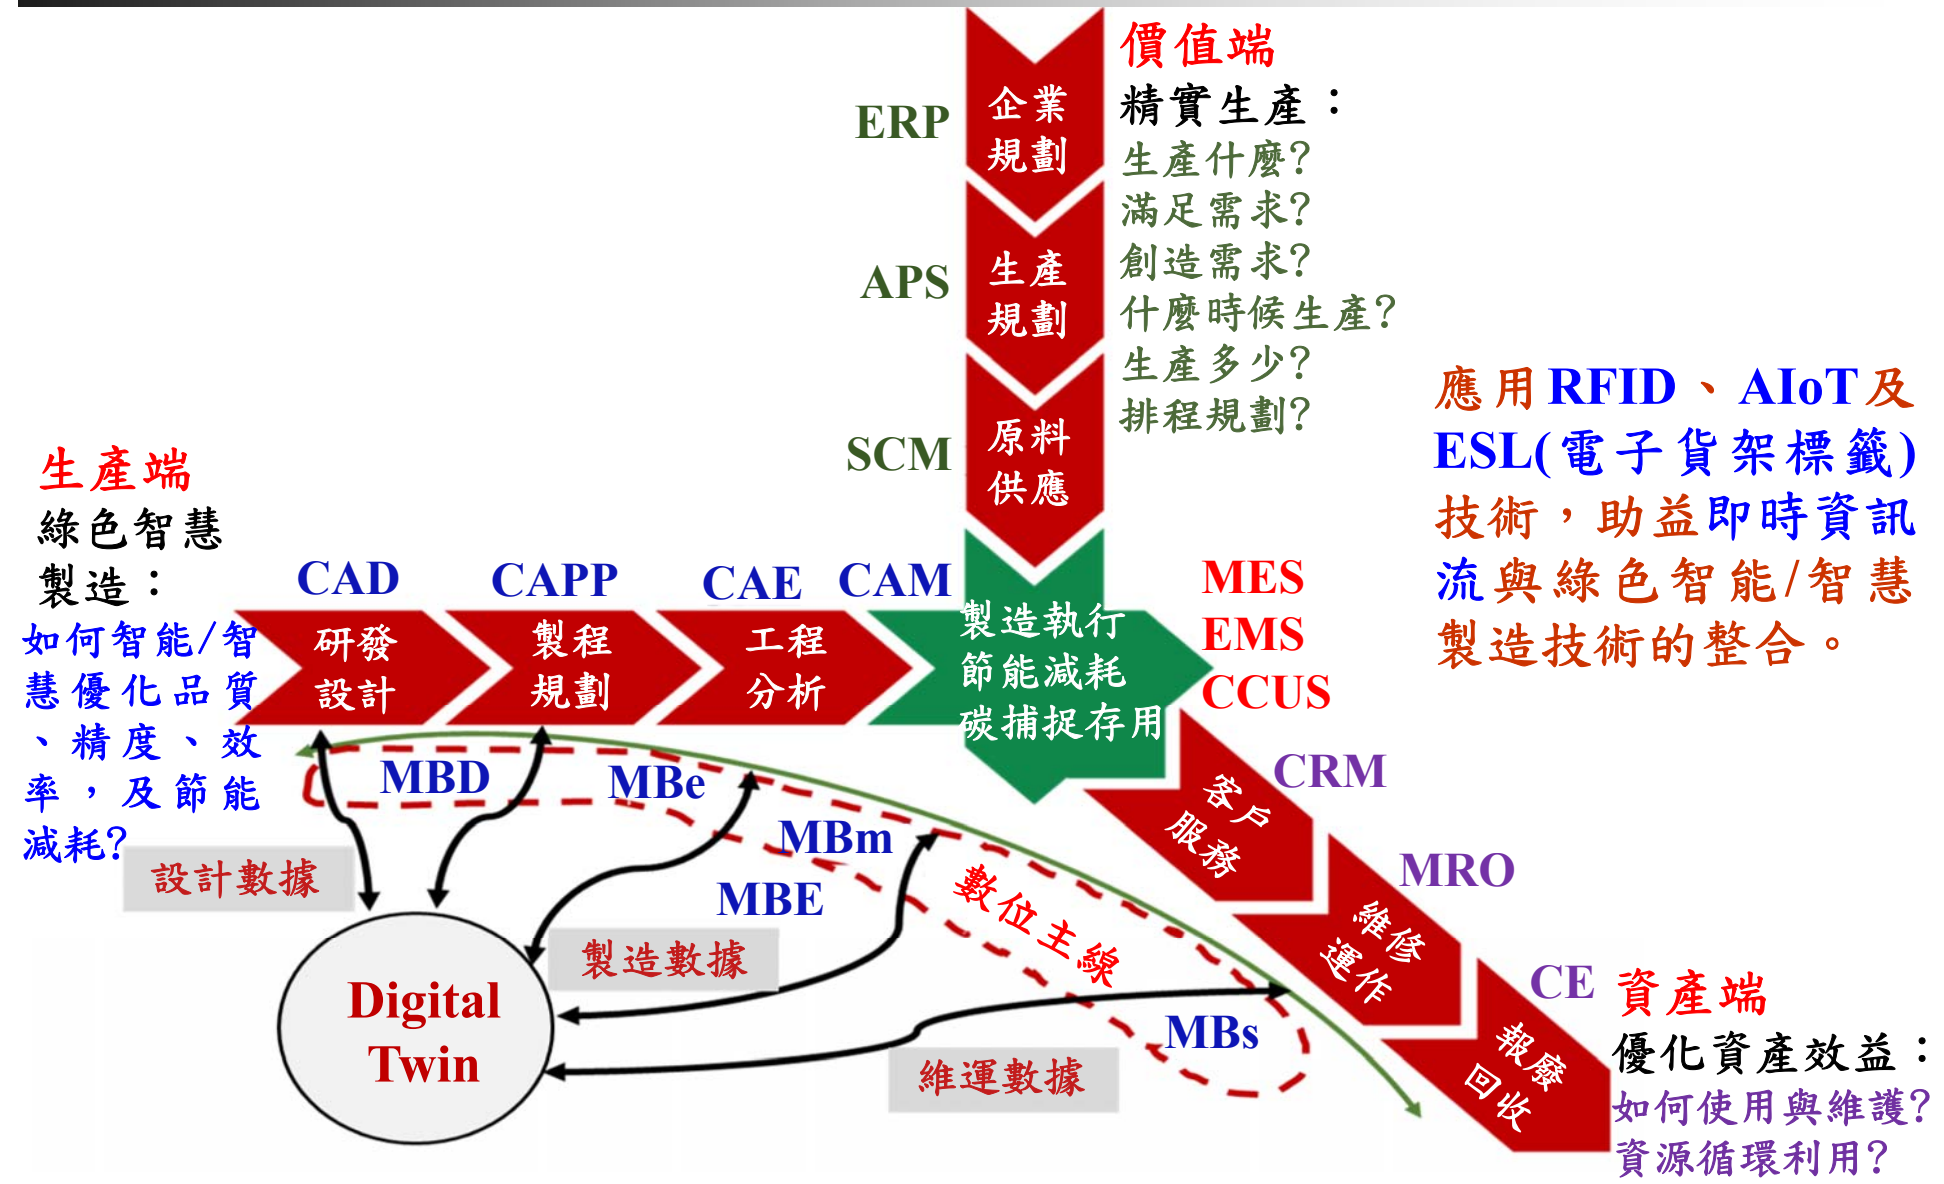 價值端
精實生產：
生產什麼?
滿足需求?
創造需求?
什麼時候生產?
生產多少?
排程規劃?
ERP
企業
規劃
APS
生產
規劃
SCM
原料
供應
應用RFID、AIoT及
ESL(電子貨架標籤)
技術，助益即時資訊
流與綠色智能/智慧
製造技術的整合。
生產端
綠色智慧
製造：
如何智能/智
慧優化品質
、精度、效
率，及節能
減耗?
CAD
研發
設計
CAPP
製程
規劃
CAE
工程
分析
CAM
製造執行
節能減耗
碳捕捉存用
MES
EMS
CCUS
CRM
客戶
服務
MRO
維修
運作
CE
報廢
回收
資產端
優化資產效益：
如何使用與維護?
資源循環利用?
MBD
MBe
MBm
MBE
MBs
數位主線
設計數據
製造數據
維運數據
Digital
Twin